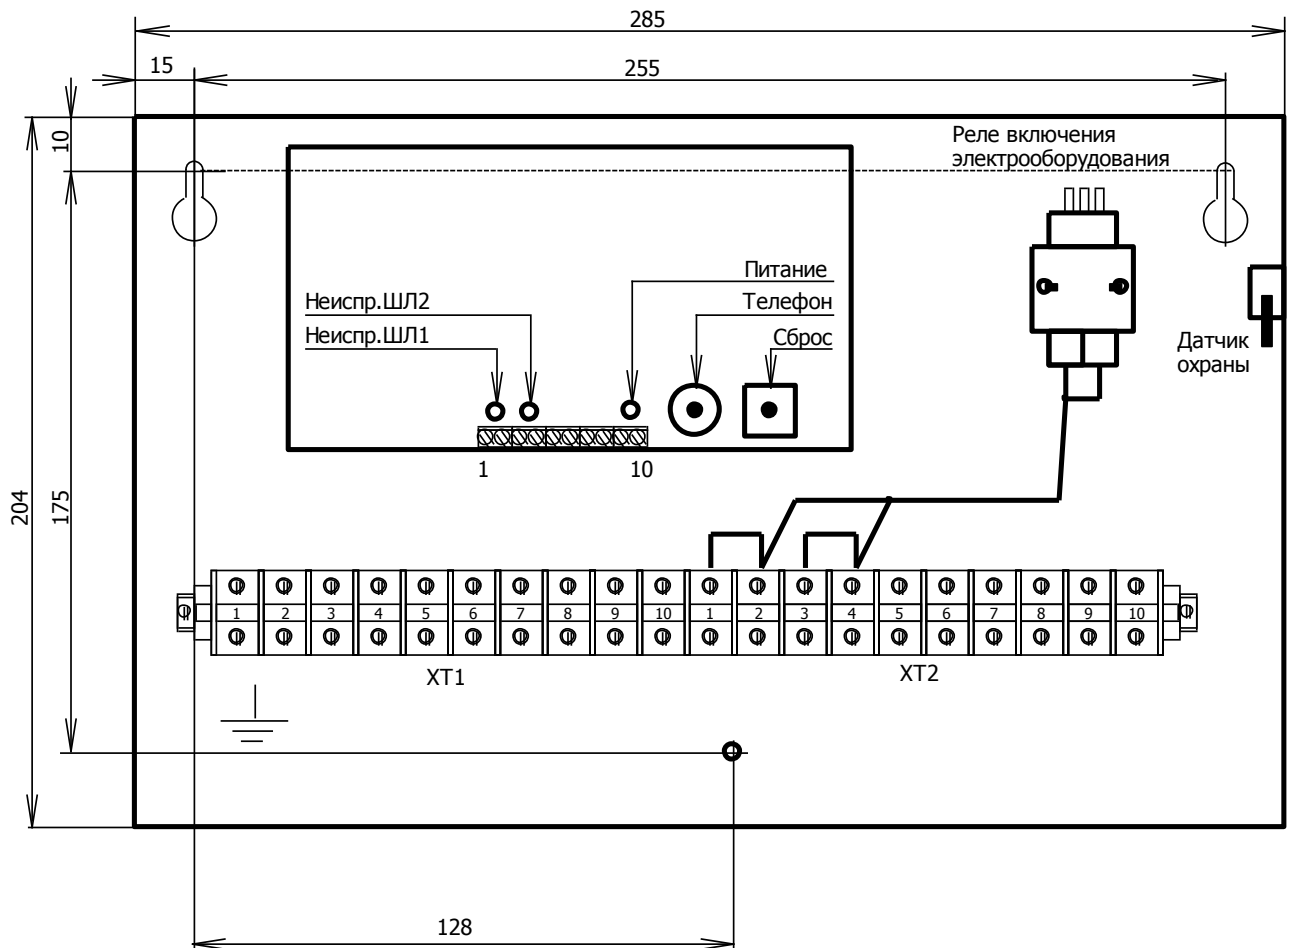 285
15
255
10
Реле включения
электрооборудования
Питание
Неиспр.ШЛ2
Телефон
Неиспр.ШЛ1
Сброс
Датчик
охраны
1
10
204
175
1 2 3 4 5 6 7 8 9 10 1 2 3 4 5 6 7 8 9 10
XT1
XT2
128